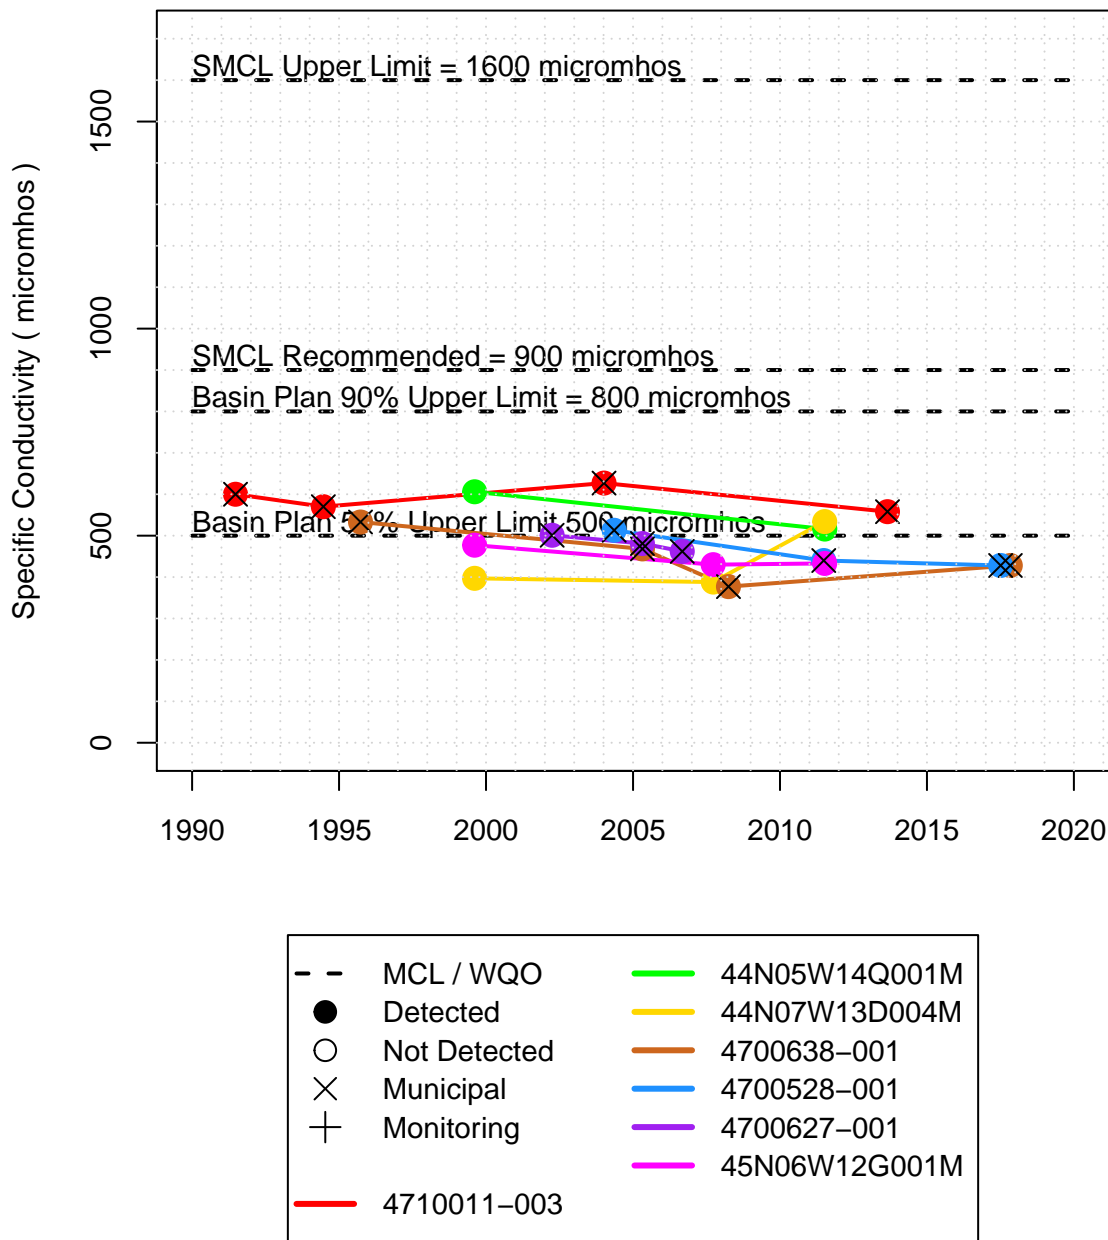 Specific Conductivity ( micromhos )
1500
1000
500
0
SMCL Upper Limit = 1600 micromhos
SMCL Recommended = 900 micromhos
Basin Plan 90% Upper Limit = 800 micromhos
Basin Plan 50% Upper Limit 500 micromhos
1990 1995 2000 2005 2010 2015 2020
MCL / WQO
Detected
Not Detected
Municipal
Monitoring
4710011−003
44N05W14Q001M
44N07W13D004M
4700638−001
4700528−001
4700627−001
45N06W12G001M